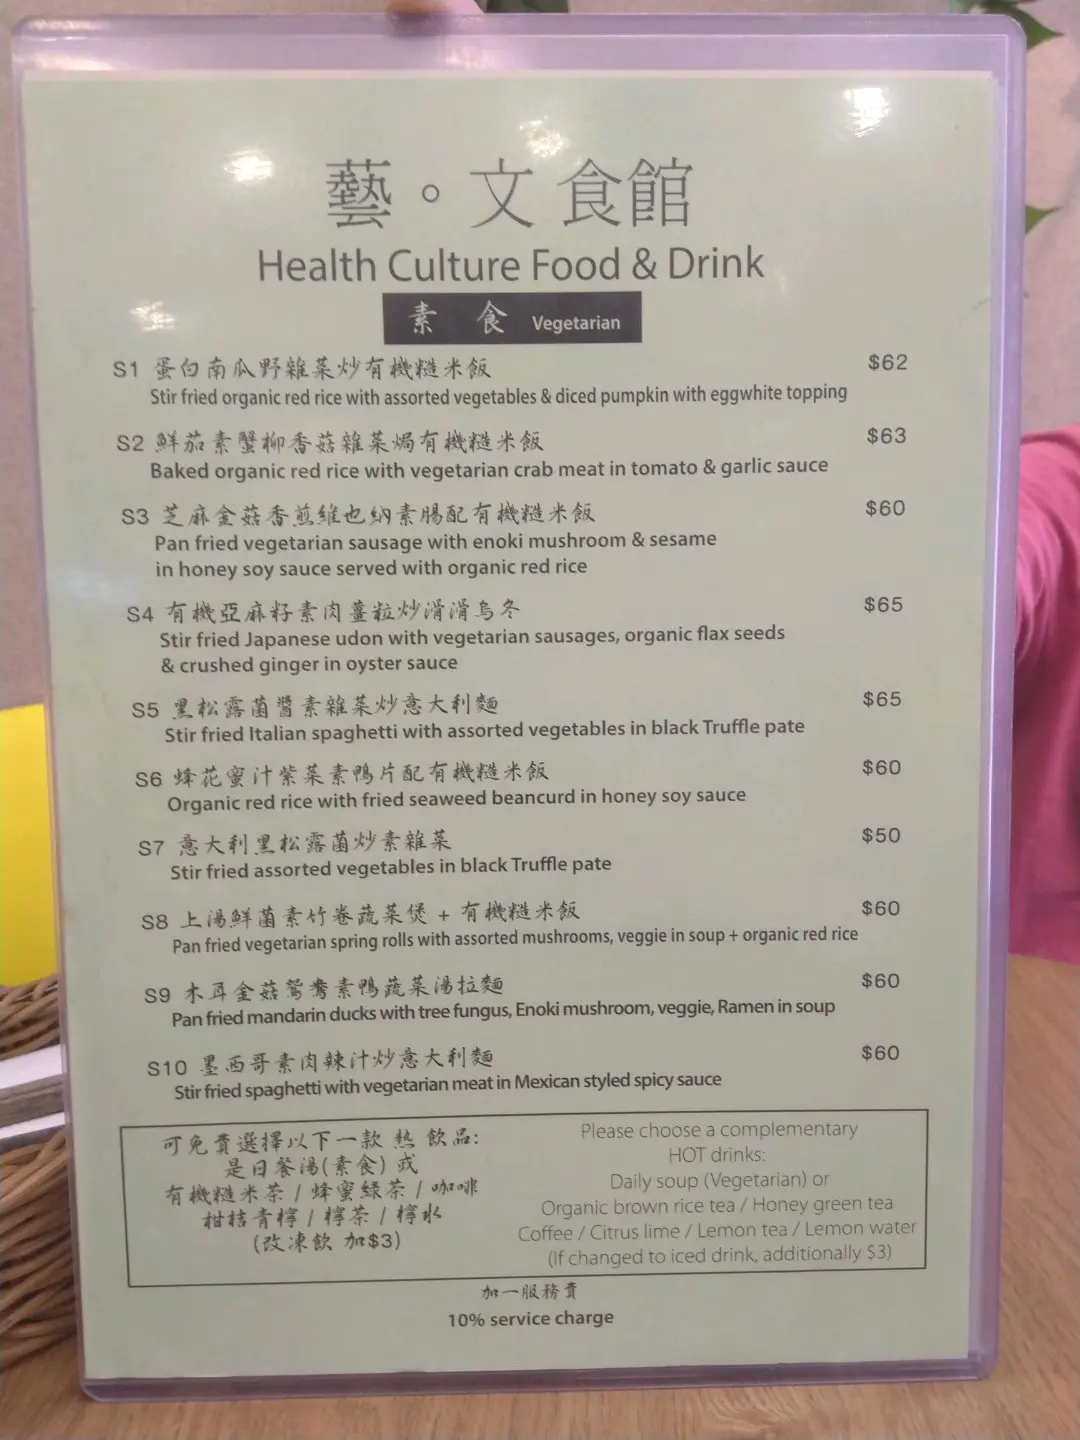 藝。文食館
Health Culture Food & Drink
素 食 Vegetarian
S1 蛋白南瓜野雜菜炒有機糙米飯 $62
Stir fried organic red rice with assorted vegetables & diced pumpkin with eggwhite topping
S2 鮮茄素蟹柳香菇雜菜焗有機糙米飯 $63
Baked organic red rice with vegetarian crab meat in tomato & garlic sauce
S3 芝麻金菇香煎維也納素腸配有機糙米飯 $60
Pan fried vegetarian sausage with enoki mushroom & sesame
in honey soy sauce served with organic red rice
S4 有機亞麻籽素肉薑粒炒滑滑烏冬 $65
Stir fried Japanese udon with vegetarian sausages, organic flax seeds
& crushed ginger in oyster sauce
S5 黑松露菌醬素雜菜炒意大利麵 $65
Stir fried Italian spaghetti with assorted vegetables in black Truffle pate
S6 蜂花蜜汁紫菜素鴨片配有機糙米飯 $60
Organic red rice with fried seaweed beancurd in honey soy sauce
S7 意大利黑松露菌炒素雜菜 $50
Stir fried assorted vegetables in black Truffle pate
S8 上湯鮮菌素竹卷蔬菜煲 + 有機糙米飯 $60
Pan fried vegetarian spring rolls with assorted mushrooms, veggie in soup + organic red rice
S9 木耳金菇鴛鴦素鴨蔬菜湯拉麵 $60
Pan fried mandarin ducks with tree fungus, Enoki mushroom, veggie, Ramen in soup
S10 墨西哥素肉辣汁炒意大利麵 $60
Stir fried spaghetti with vegetarian meat in Mexican styled spicy sauce
可免費選擇以下一款 熱 飲品:
是日餐湯(素食) 或
有機糙米茶 / 蜂蜜綠茶 / 咖啡
柑桔青檸 / 檸茶 / 檸水
(改凍飲 加$3)
Please choose a complementary
HOT drinks:
Daily soup (Vegetarian) or
Organic brown rice tea / Honey green tea
Coffee / Citrus lime / Lemon tea / Lemon water
(If changed to iced drink, additionally $3)
加一服務費
10% service charge